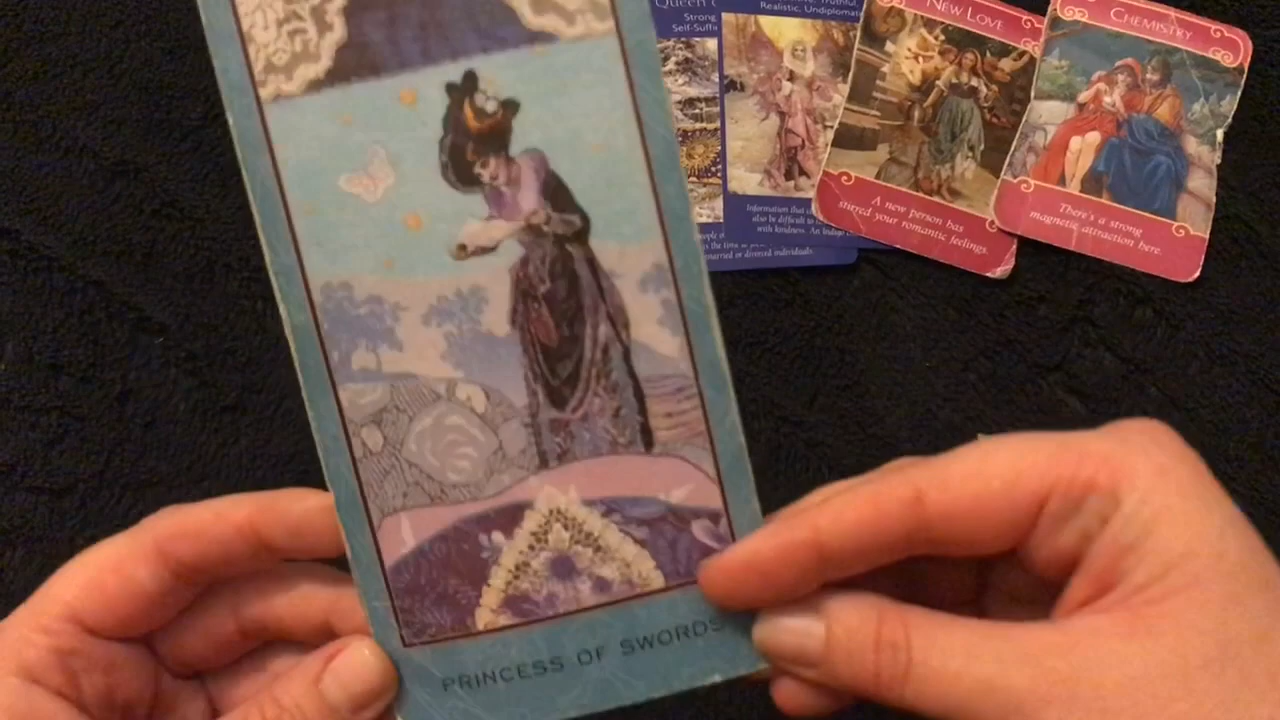 Queen
Strong,
Self-Suffi
Truthful,
Realistic, Undiplomat
Information that
also be difficult to
with kindness. An Indigo
people
the time
married or divorced individuals.
NEW LOVE
A new person has
stirred your romantic feelings.
CHEMISTRY
There's a strong
magnetic attraction here.
PRINCESS OF SWORDS